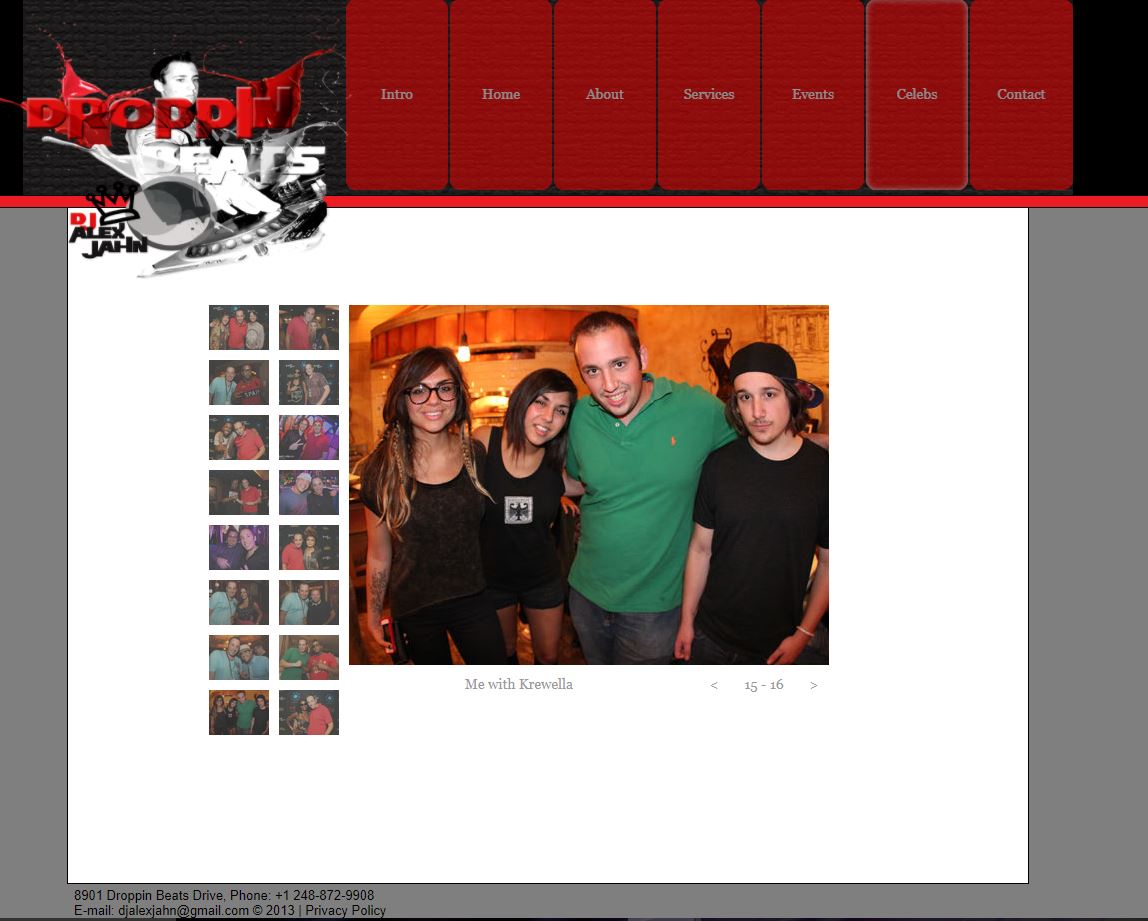 DROPPIN
BEATS
DJ
ALEX
JAHN
Intro
Home
About
Services
Events
Celebs
Contact
Me with Krewella
< 15 - 16 >
8901 Droppin Beats Drive, Phone: +1 248-872-9908
E-mail: djalexjahn@gmail.com © 2013 | Privacy Policy